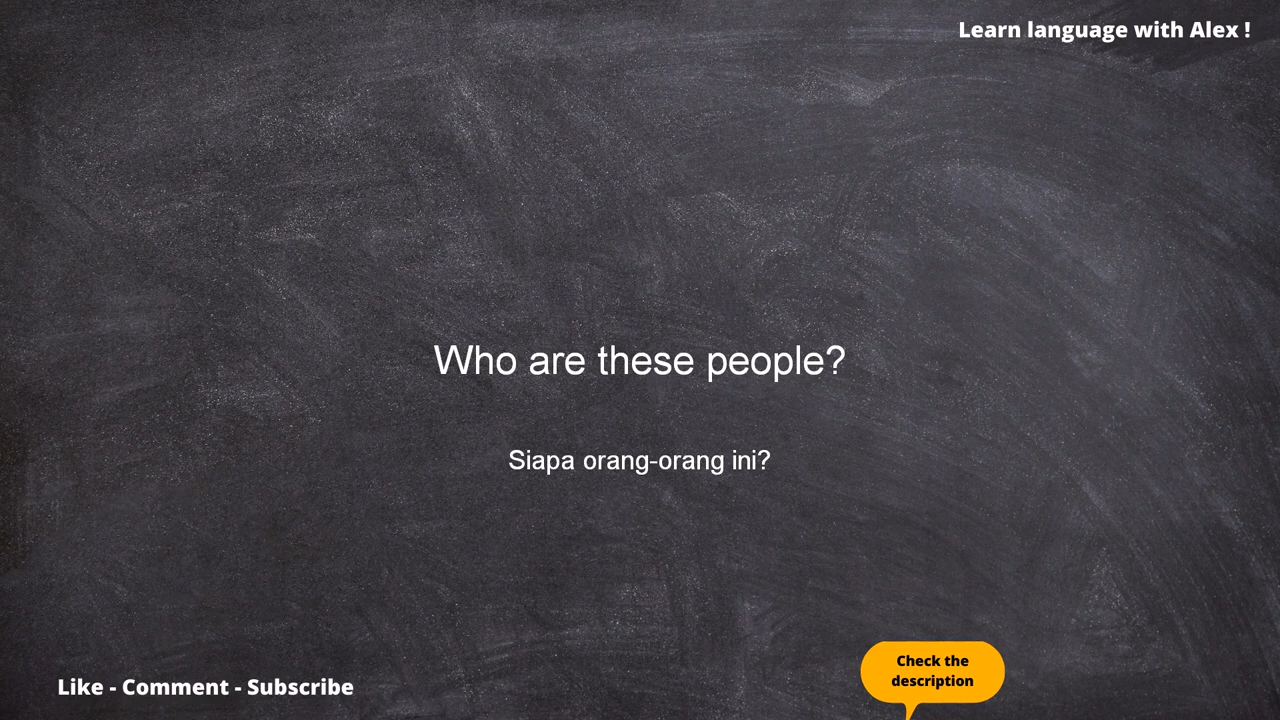 Learn language with Alex !
Who are these people?
Siapa orang-orang ini?
Check the
description
Like - Comment - Subscribe